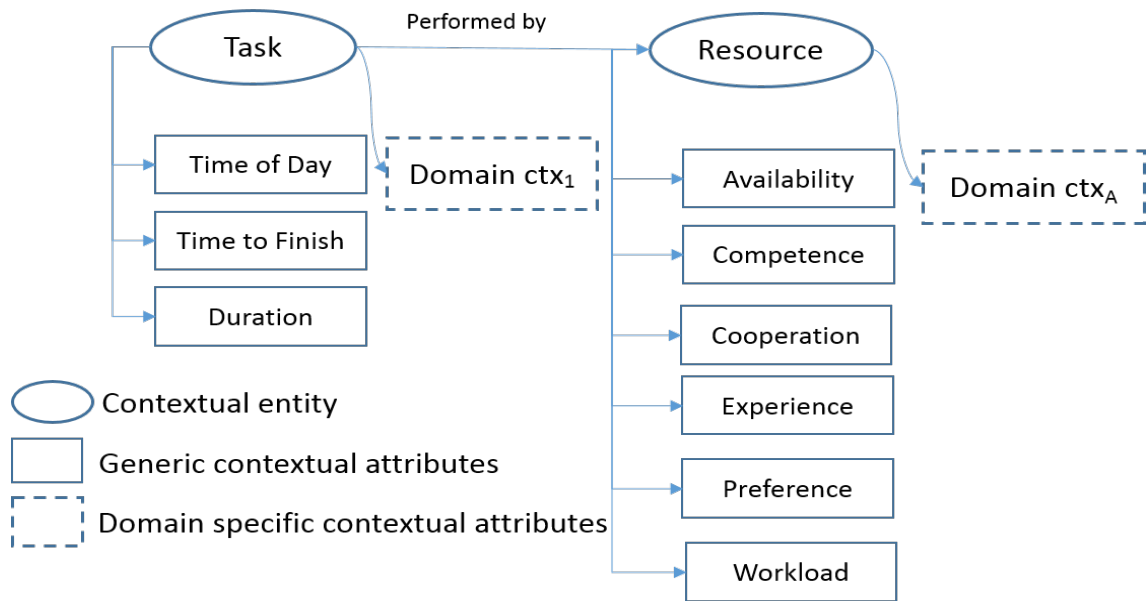 Performed by
Task
Resource
Time of Day
Domain ctx₁
Availability
Domain ctx_A
Time to Finish
Competence
Duration
Cooperation
Contextual entity
Experience
Generic contextual attributes
Preference
Domain specific contextual attributes
Workload